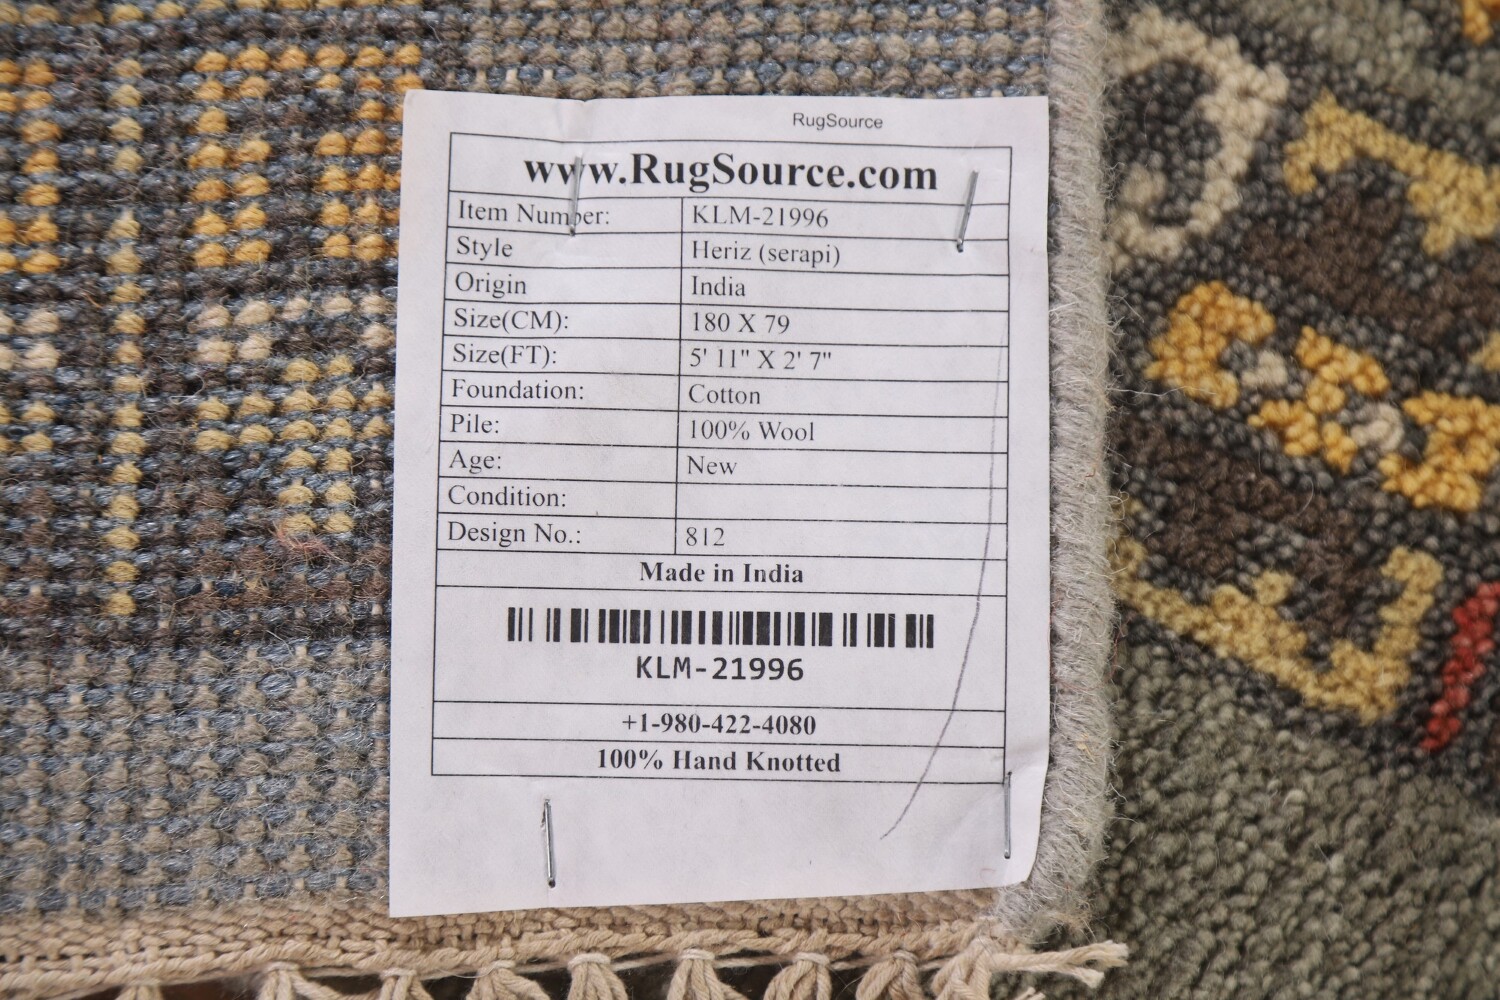 RugSource
www.RugSource.com
Item Number: KLM-21996
Style Heriz (serapi)
Origin India
Size(CM): 180 X 79
Size(FT): 5' 11" X 2' 7"
Foundation: Cotton
Pile: 100% Wool
Age: New
Condition:
Design No.: 812
Made in India
KLM-21996
+1-980-422-4080
100% Hand Knotted